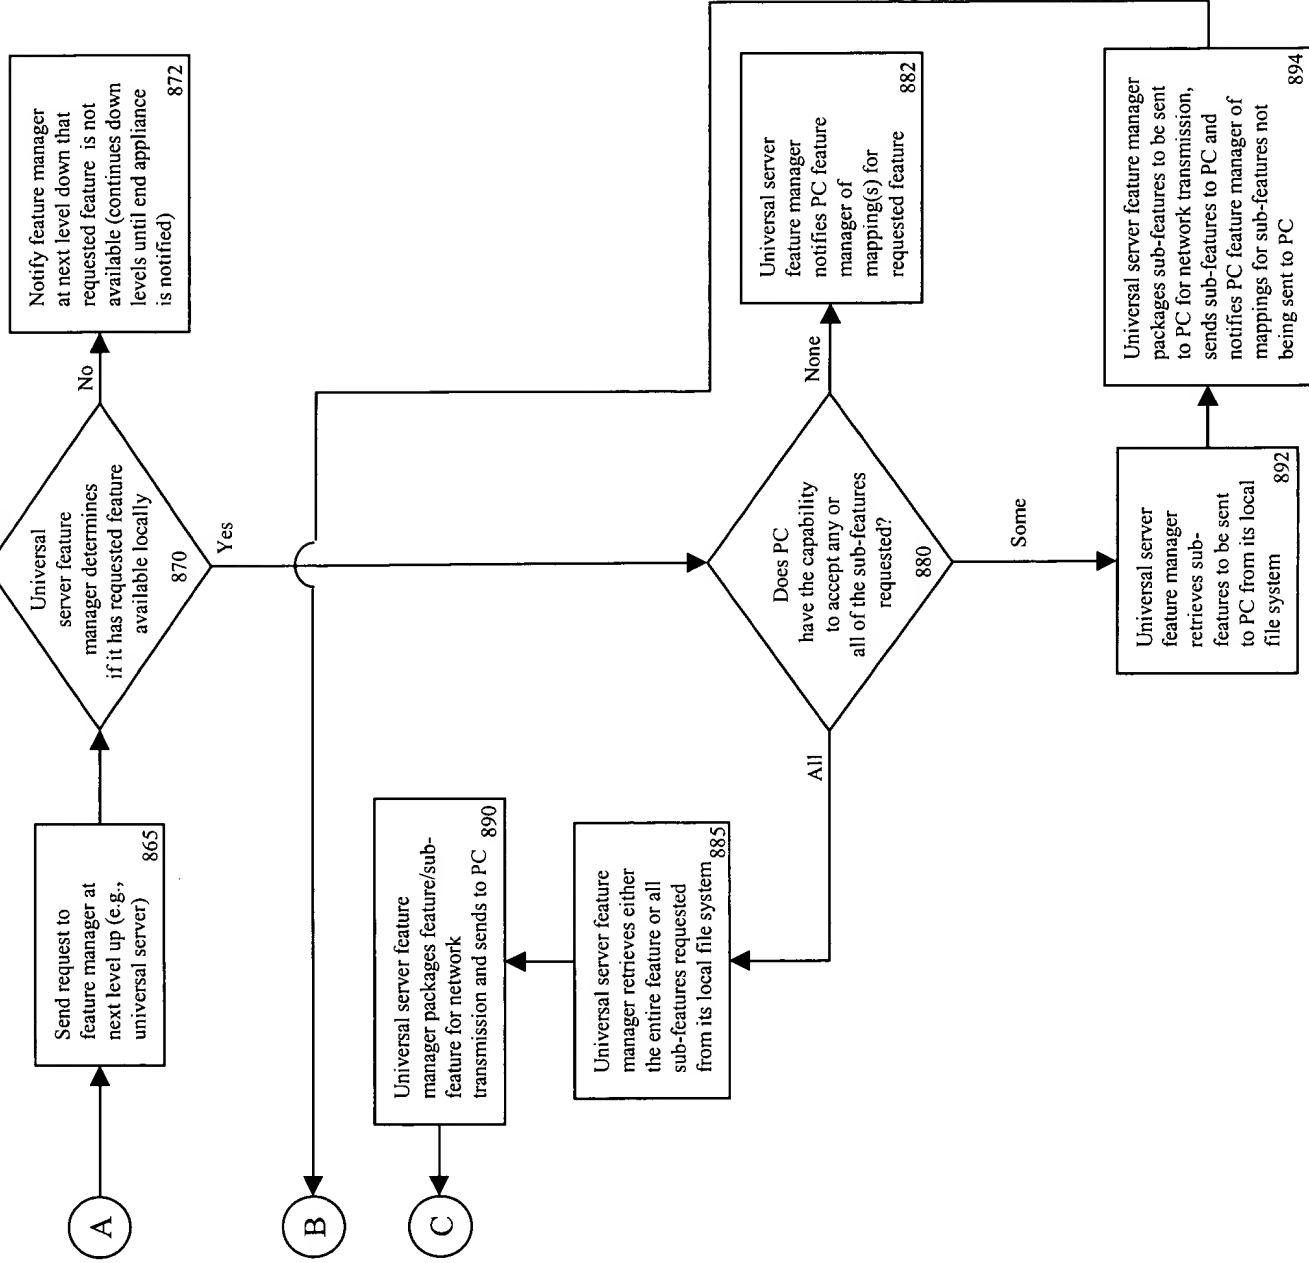 A
Send request to
feature manager at
next level up (e.g.,
universal server)
865
Universal
server feature
manager determines
if it has requested feature
available locally
870
No
Notify feature manager
at next level down that
requested feature is not
available (continues down
levels until end appliance
is notified)
872
Yes
B
C
Universal server feature
manager packages feature/sub-
feature for network
transmission and sends to PC
890
Universal server feature
manager retrieves either
the entire feature or all
sub-features requested
from its local file system
885
All
Does PC
have the capability
to accept any or
all of the sub-features
requested?
880
None
Universal server
feature manager
notifies PC feature
manager of
mapping(s) for
requested feature
882
Some
Universal server
feature manager
retrieves sub-
features to be sent
to PC from its local
file system
892
Universal server feature manager
packages sub-features to be sent
to PC for network transmission,
sends sub-features to PC and
notifies PC feature manager of
mappings for sub-features not
being sent to PC
894